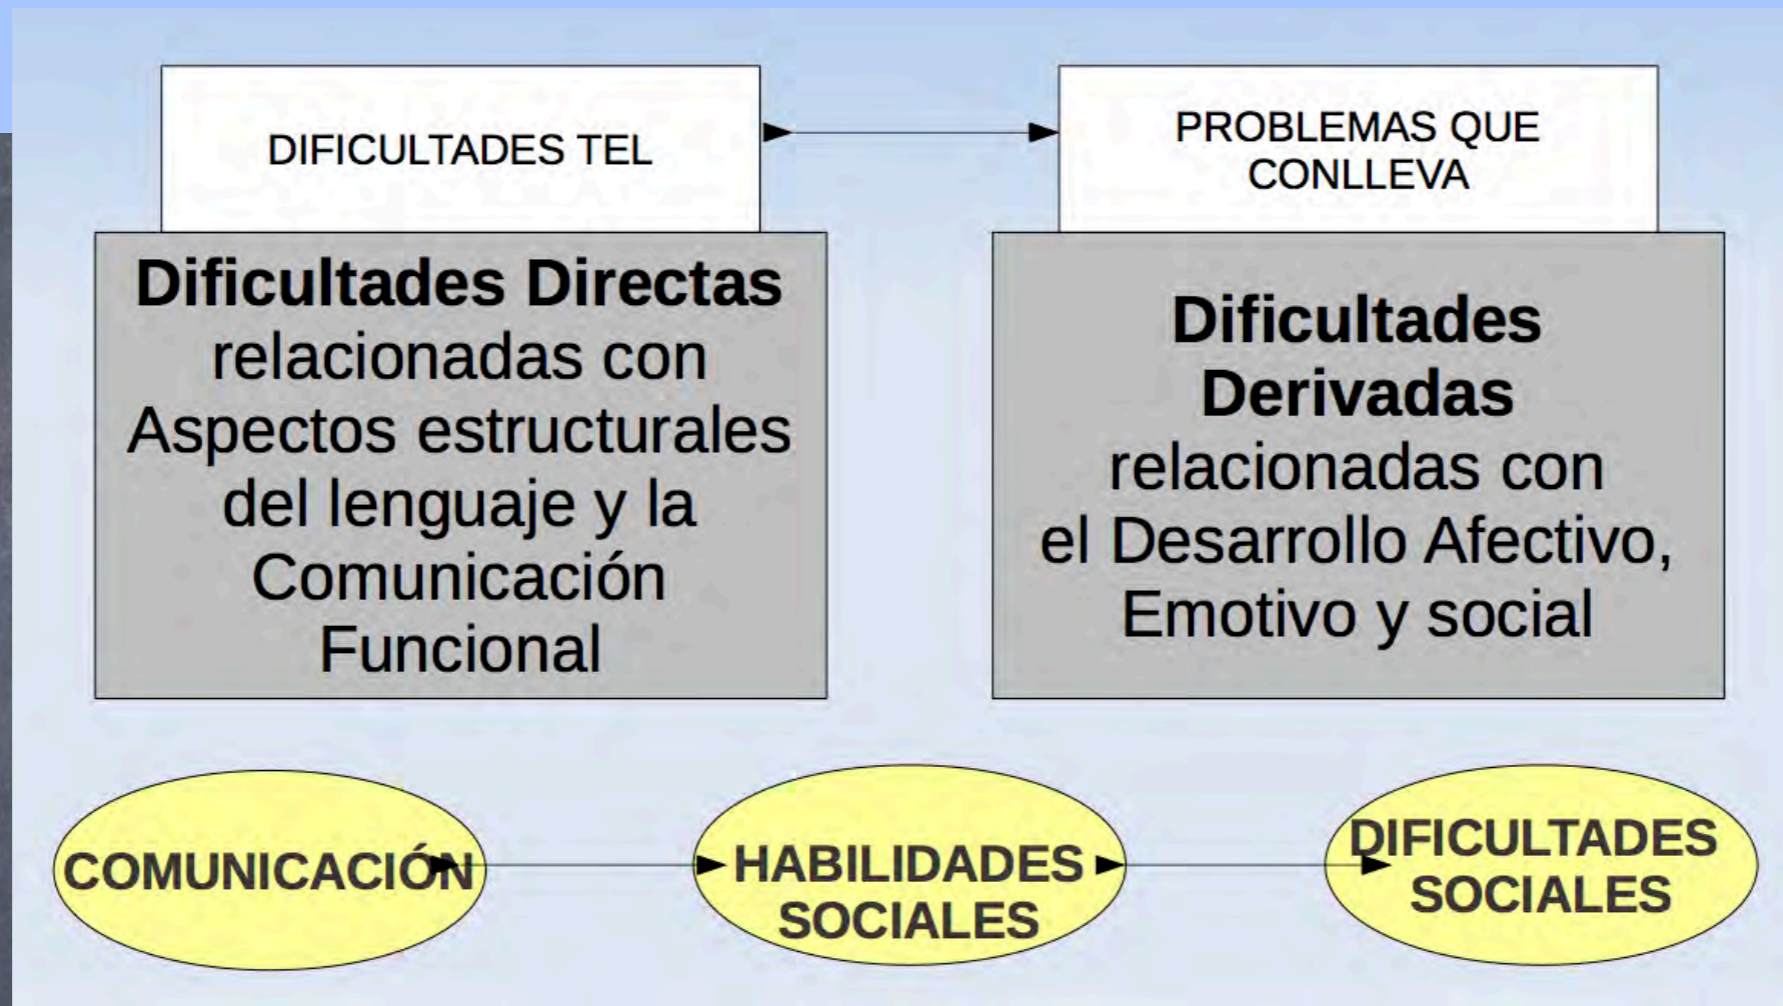 DIFICULTADES TEL
Dificultades Directas
relacionadas con
Aspectos estructurales
del lenguaje y la
Comunicación
Funcional
PROBLEMAS QUE
CONLLEVA
Dificultades
Derivadas
relacionadas con
el Desarrollo Afectivo,
Emotivo y social
COMUNICACIÓN
HABILIDADES
SOCIALES
DIFICULTADES
SOCIALES